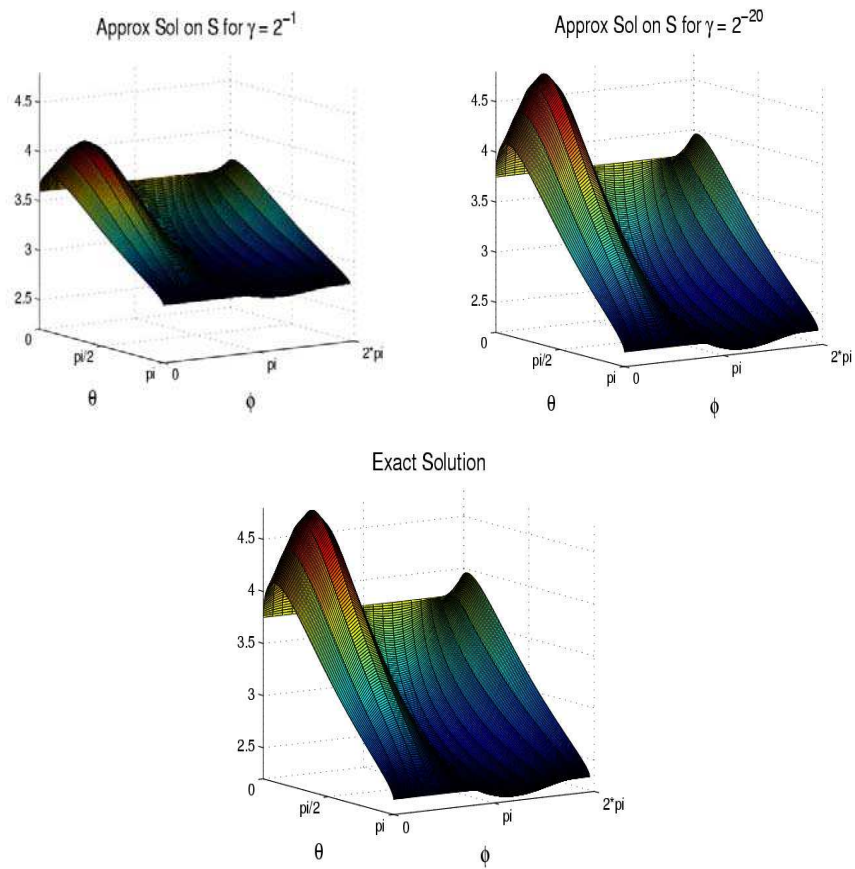 Approx Sol on S for γ = 2⁻¹
4.5
4
3.5
3
2.5
0
pi/2
pi
0
pi
2*pi
θ
ϕ
Approx Sol on S for γ = 2⁻²⁰
4.5
4
3.5
3
2.5
0
pi/2
pi
0
pi
2*pi
θ
ϕ
Exact Solution
4.5
4
3.5
3
2.5
0
pi/2
pi
0
pi
2*pi
θ
ϕ